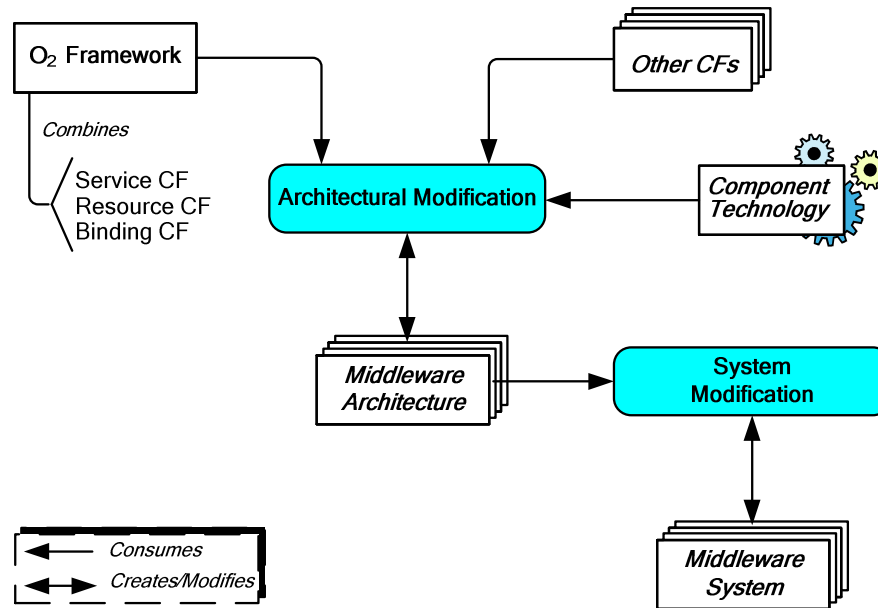 O₂ Framework
Other CFs
Combines
Service CF
Resource CF
Binding CF
Architectural Modification
Component
Technology
Middleware
Architecture
System
Modification
Consumes
Creates/Modifies
Middleware
System